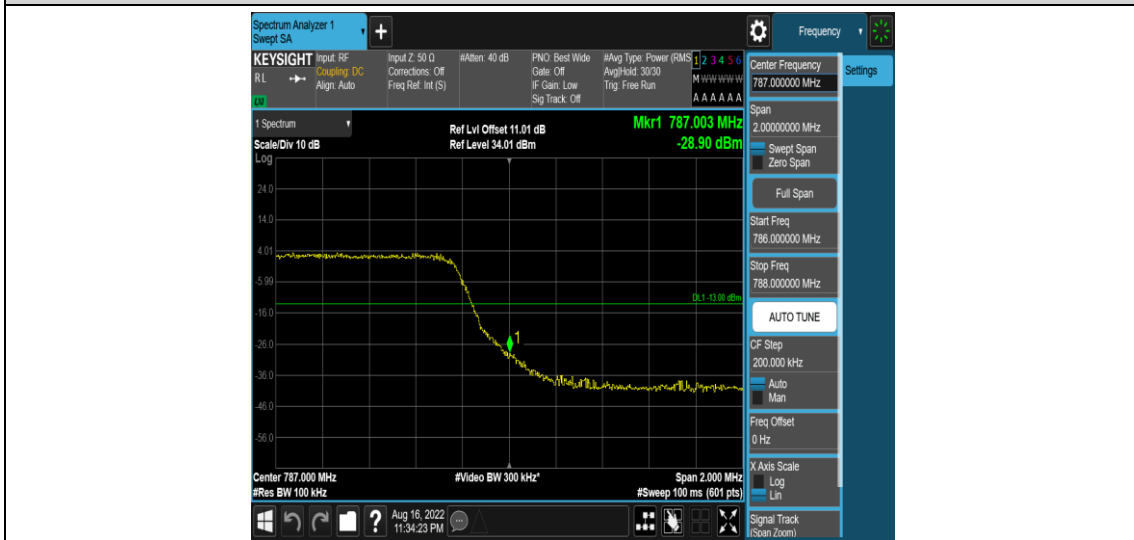 Spectrum Analyzer 1
Swept SA
+
Frequency
KEYSIGHT
RL
LM
Input: RF
Coupling: DC
Align: Auto
Input Z: 50 Ω
Corrections: Off
Freq Ref: Int (S)
#Atten: 40 dB
PNO: Best Wide
Gate: Off
IF Gain: Low
Sig Track: Off
#Avg Type: Power (RMS
Avg|Hold: 30/30
Trig: Free Run
1 2 3 4 5 6
M W W W W W
A A A A A A
Center Frequency
787.000000 MHz
Settings
Span
2.00000000 MHz
Swept Span
Zero Span
Full Span
Start Freq
786.000000 MHz
Stop Freq
788.000000 MHz
AUTO TUNE
CF Step
200.000 kHz
Auto
Man
Freq Offset
0 Hz
X Axis Scale
Log
Lin
Signal Track
(Span Zoom)
1 Spectrum
Scale/Div 10 dB
Ref Lvl Offset 11.01 dB
Ref Level 34.01 dBm
Mkr1 787.003 MHz
-28.90 dBm
Log
24.0
14.0
4.01
-5.99
DL1 -13.00 dBm
-16.0
1
-26.0
-36.0
-46.0
-56.0
Center 787.000 MHz
#Video BW 300 kHz*
Span 2.000 MHz
#Res BW 100 kHz
#Sweep 100 ms (601 pts)
?
Aug 16, 2022
11:34:23 PM